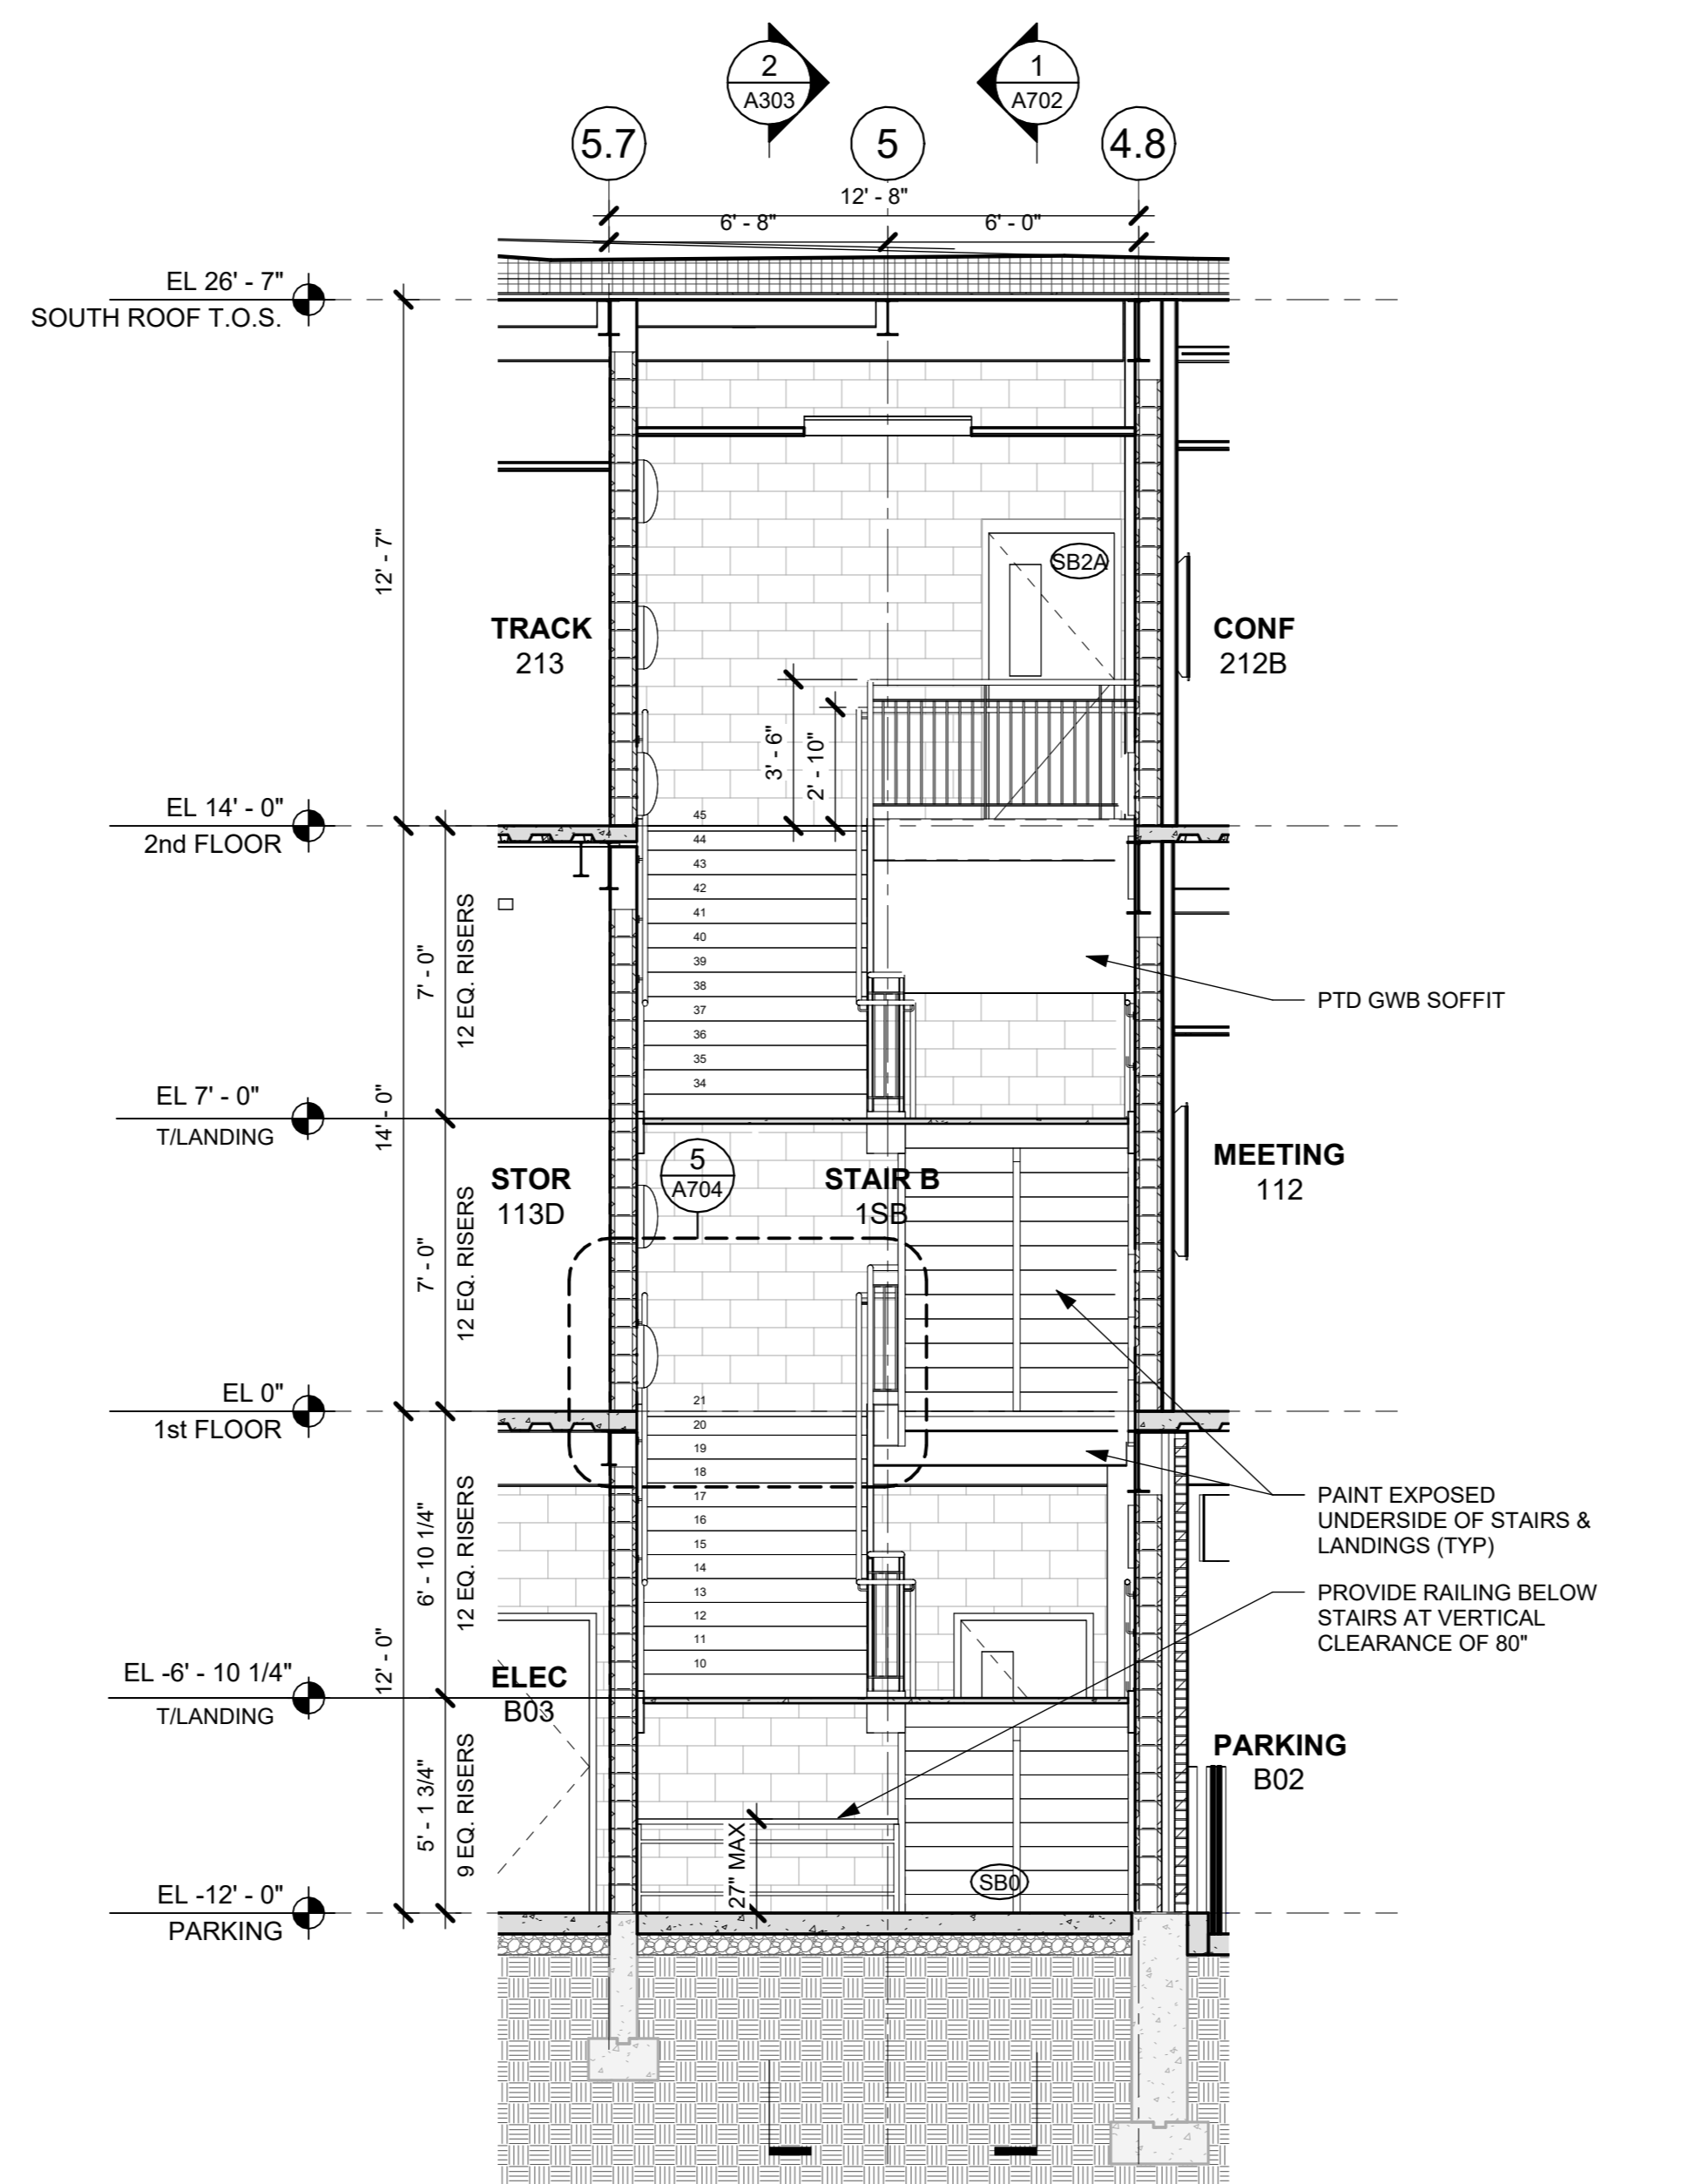 2
A303
1
A702
5.7
5
4.8
12' - 8"
6' - 8"
6' - 0"
EL 26' - 7"
SOUTH ROOF T.O.S.
12' - 7"
SB2A
TRACK
213
CONF
212B
3' - 6"
2' - 10"
EL 14' - 0"
2nd FLOOR
45
44
43
42
41
40
39
38
37
36
35
34
7' - 0"
12 EQ. RISERS
14' - 0"
PTD GWB SOFFIT
EL 7' - 0"
T/LANDING
STOR
113D
5
A704
STAIR B
1SB
MEETING
112
7' - 0"
12 EQ. RISERS
EL 0"
1st FLOOR
21
20
19
18
17
16
15
14
13
12
11
10
6' - 10 1/4"
12 EQ. RISERS
12' - 0"
PAINT EXPOSED
UNDERSIDE OF STAIRS &
LANDINGS (TYP)
PROVIDE RAILING BELOW
STAIRS AT VERTICAL
CLEARANCE OF 80"
EL -6' - 10 1/4"
T/LANDING
ELEC
B03
PARKING
B02
5' - 1 3/4"
9 EQ. RISERS
27" MAX
SB0
EL -12' - 0"
PARKING